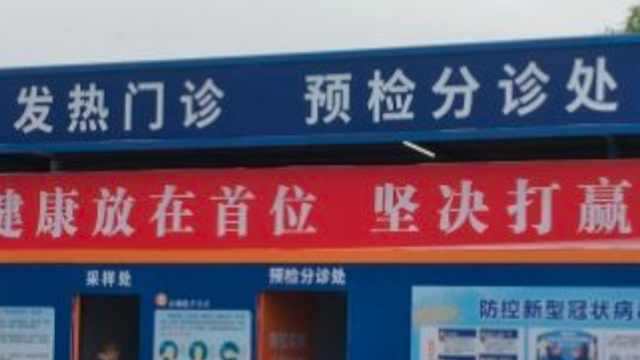 发热门诊 预检分诊处
健康放在首位 坚决打赢
采样处
预检分诊处
防控新型冠状病